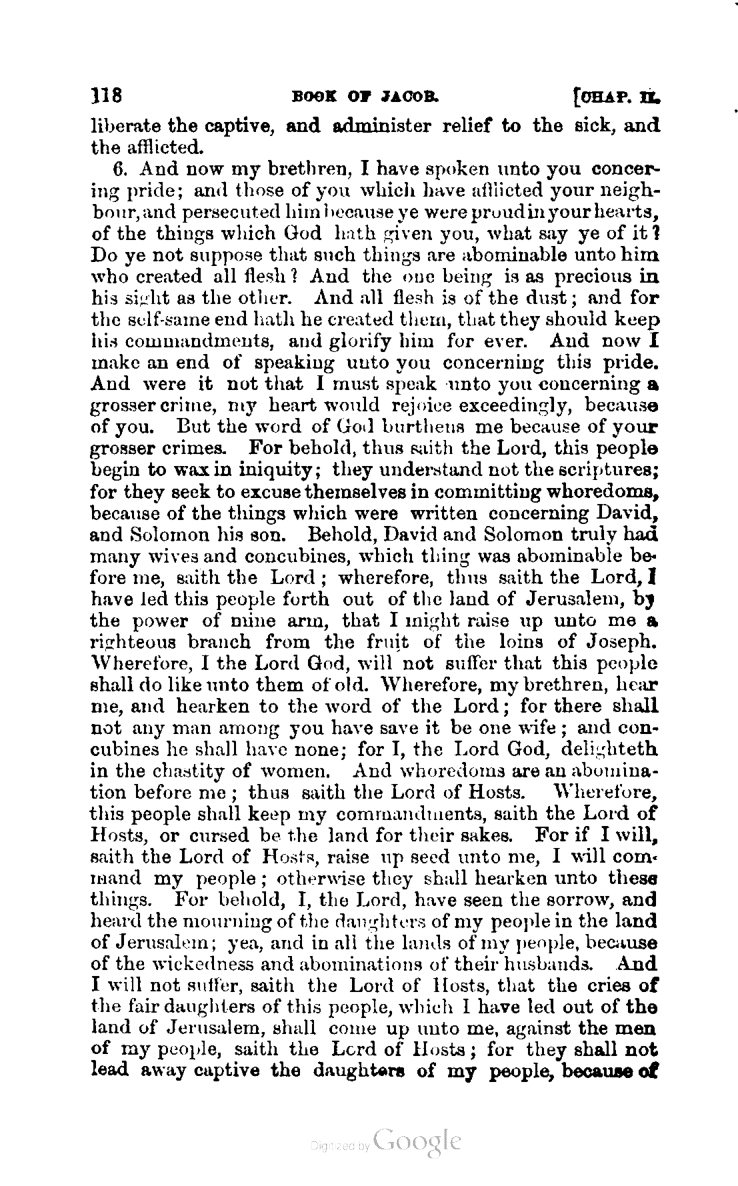 118 BOOK OF JACOB. [CHAP. II.
liberate the captive, and administer relief to the sick, and
the afflicted.
6. And now my brethren, I have spoken unto you concer-
ing pride; and those of you which have afflicted your neigh-
bour, and persecuted him because ye were proud in your hearts,
of the things which God hath given you, what say ye of it?
Do ye not suppose that such things are abominable unto him
who created all flesh? And the one being is as precious in
his sight as the other. And all flesh is of the dust; and for
the self-same end hath he created them, that they should keep
his commandments, and glorify him for ever. And now I
make an end of speaking unto you concerning this pride.
And were it not that I must speak unto you concerning a
grosser crime, my heart would rejoice exceedingly, because
of you. But the word of God burthens me because of your
grosser crimes. For behold, thus saith the Lord, this people
begin to wax in iniquity; they understand not the scriptures;
for they seek to excuse themselves in committing whoredoms,
because of the things which were written concerning David,
and Solomon his son. Behold, David and Solomon truly had
many wives and concubines, which thing was abominable be-
fore me, saith the Lord; wherefore, thus saith the Lord, I
have led this people forth out of the land of Jerusalem, by
the power of mine arm, that I might raise up unto me a
righteous branch from the fruit of the loins of Joseph.
Wherefore, I the Lord God, will not suffer that this people
shall do like unto them of old. Wherefore, my brethren, hear
me, and hearken to the word of the Lord; for there shall
not any man among you have save it be one wife; and con-
cubines he shall have none; for I, the Lord God, delighteth
in the chastity of women. And whoredoms are an abomina-
tion before me; thus saith the Lord of Hosts. Wherefore,
this people shall keep my commandments, saith the Lord of
Hosts, or cursed be the land for their sakes. For if I will,
saith the Lord of Hosts, raise up seed unto me, I will com-
mand my people; otherwise they shall hearken unto these
things. For behold, I, the Lord, have seen the sorrow, and
heard the mourning of the daughters of my people in the land
of Jerusalem; yea, and in all the lands of my people, because
of the wickedness and abominations of their husbands. And
I will not suffer, saith the Lord of Hosts, that the cries of
the fair daughters of this people, which I have led out of the
land of Jerusalem, shall come up unto me, against the men
of my people, saith the Lord of Hosts; for they shall not
lead away captive the daughters of my people, because of
Digitized by Google